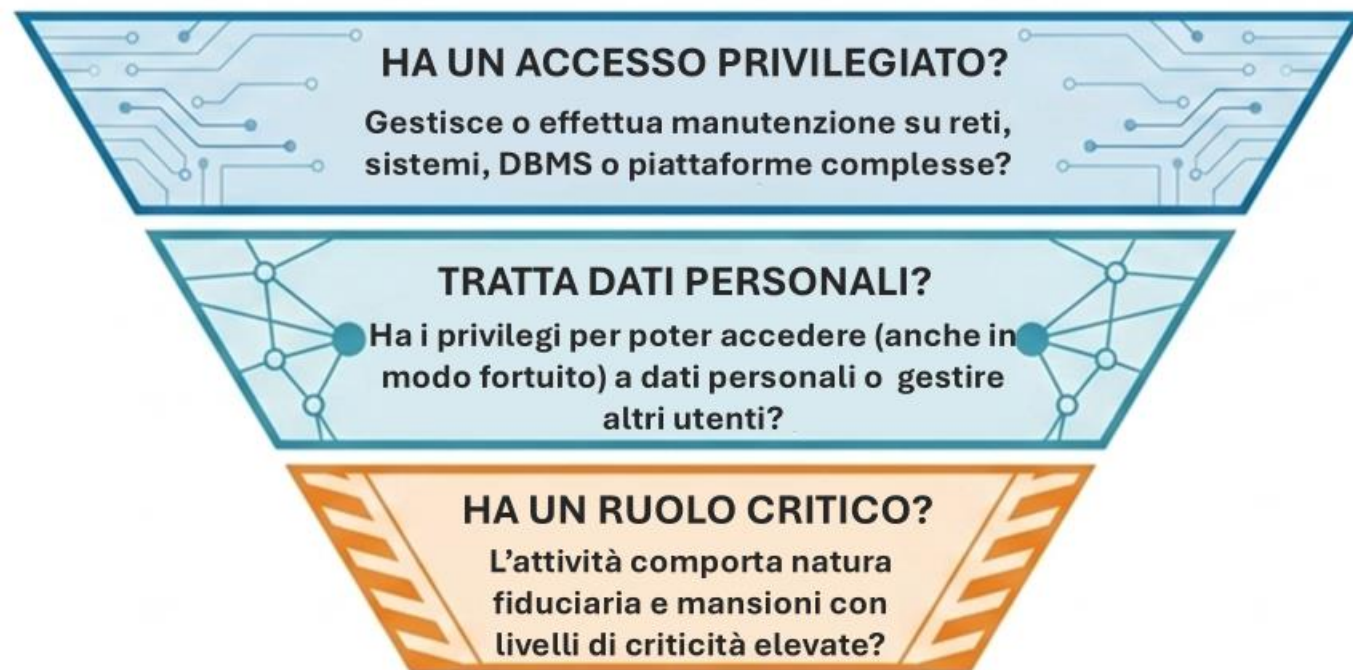 HA UN ACCESSO PRIVILEGIATO?
Gestisce o effettua manutenzione su reti,
sistemi, DBMS o piattaforme complesse?
TRATTA DATI PERSONALI?
Ha i privilegi per poter accedere (anche in
modo fortuito) a dati personali o gestire
altri utenti?
HA UN RUOLO CRITICO?
L'attività comporta natura
fiduciaria e mansioni con
livelli di criticità elevate?